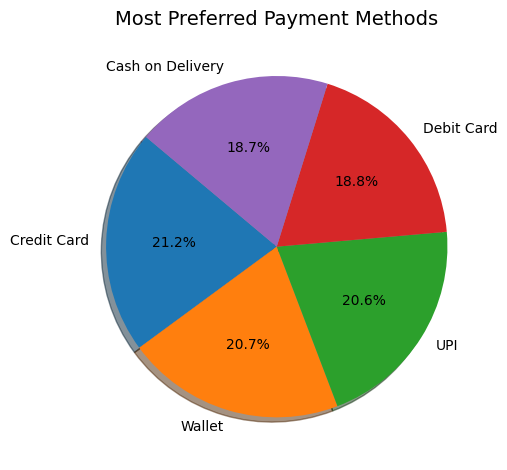 Most Preferred Payment Methods
Cash on Delivery
Debit Card
18.7%
18.8%
Credit Card
21.2%
20.6%
20.7%
UPI
Wallet